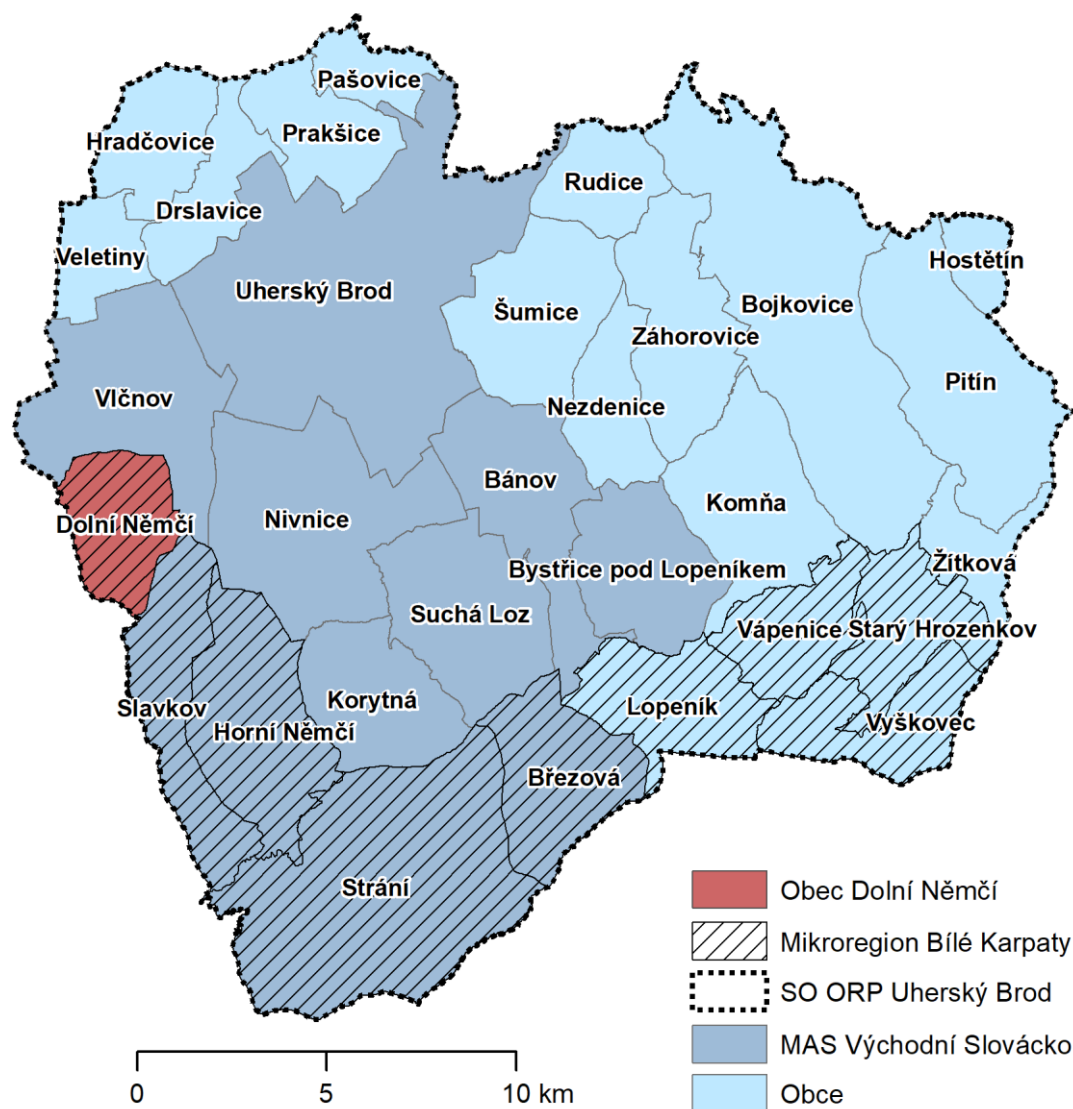 Pašovice
Prakšice
Hradčovice
Rudice
Drslavice
Veletiny
Hostětín
Uherský Brod
Šumice
Bojkovice
Záhorovice
Pitín
Vlčnov
Nezdenice
Bánov
Komňa
Nivnice
Dolní Němčí
Žítková
Bystřice pod Lopeníkem
Suchá Loz
Vápenice
Starý Hrozenkov
Korytná
Slavkov
Lopeník
Vyškovec
Horní Němčí
Březová
Strání
Obec Dolní Němčí
Mikroregion Bílé Karpaty
SO ORP Uherský Brod
MAS Východní Slovácko
Obce
0 5 10 km